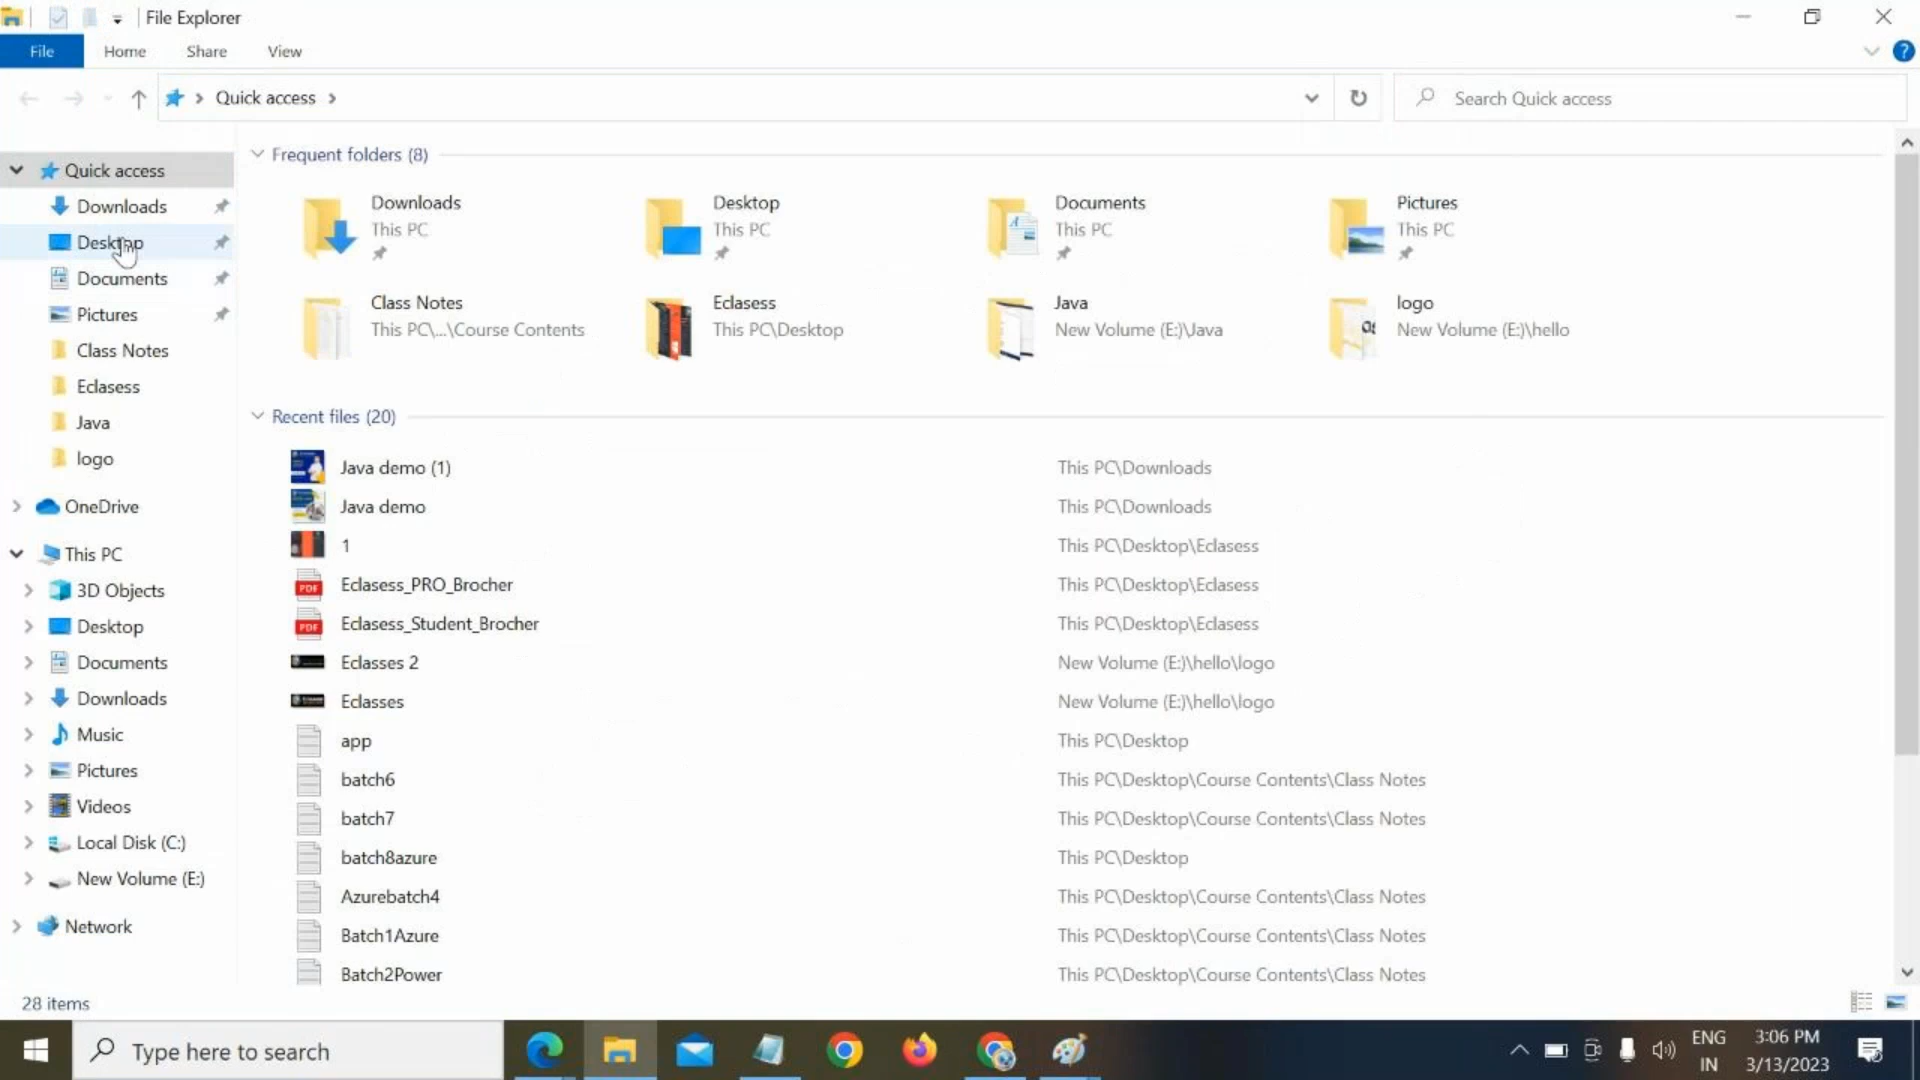 File Explorer
File Home Share View
Quick access
Search Quick access
Quick access
Downloads
Desktop
Documents
Pictures
Class Notes
Eclasess
Java
logo
OneDrive
This PC
3D Objects
Desktop
Documents
Downloads
Music
Pictures
Videos
Local Disk (C:)
New Volume (E:)
Network
Frequent folders (8)
Downloads
This PC
Desktop
This PC
Documents
This PC
Pictures
This PC
Class Notes
This PC\...\Course Contents
Eclasess
This PC\Desktop
Java
New Volume (E:)\Java
logo
New Volume (E:)\hello
Recent files (20)
Java demo (1) This PC\Downloads
Java demo This PC\Downloads
1 This PC\Desktop\Eclasess
PDF Eclasess_PRO_Brocher This PC\Desktop\Eclasess
PDF Eclasess_Student_Brocher This PC\Desktop\Eclasess
Eclasses 2 New Volume (E:)\hello\logo
Eclasses New Volume (E:)\hello\logo
app This PC\Desktop
batch6 This PC\Desktop\Course Contents\Class Notes
batch7 This PC\Desktop\Course Contents\Class Notes
batch8azure This PC\Desktop
Azurebatch4 This PC\Desktop\Course Contents\Class Notes
Batch1Azure This PC\Desktop\Course Contents\Class Notes
Batch2Power This PC\Desktop\Course Contents\Class Notes
28 items
Type here to search
ENG
IN
3:06 PM
3/13/2023